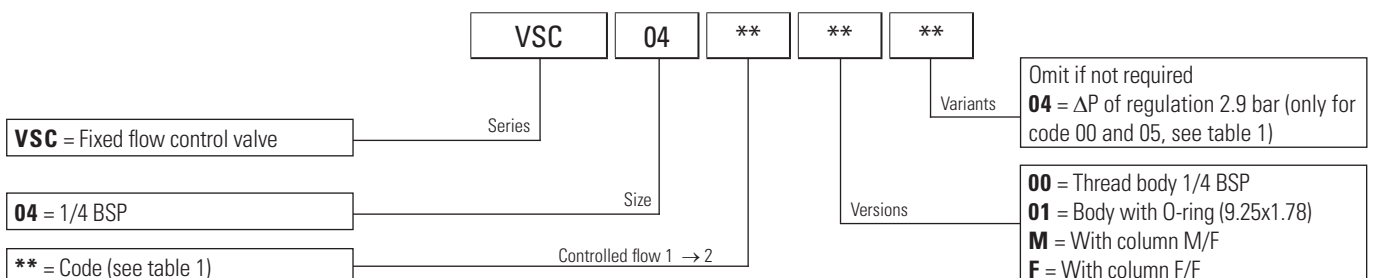 VSC 04 ** ** **
Series
VSC = Fixed flow control valve
Size
04 = 1/4 BSP
Controlled flow 1 → 2
** = Code (see table 1)
Variants
Omit if not required
04 = ΔP of regulation 2.9 bar (only for
code 00 and 05, see table 1)
Versions
00 = Thread body 1/4 BSP
01 = Body with O-ring (9.25x1.78)
M = With column M/F
F = With column F/F